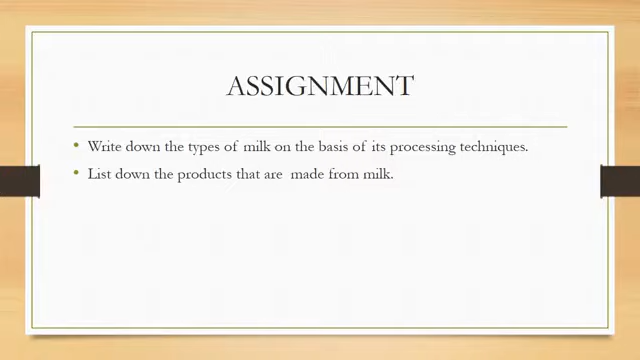 ASSIGNMENT
• Write down the types of milk on the basis of its processing techniques.
• List down the products that are  made from milk.